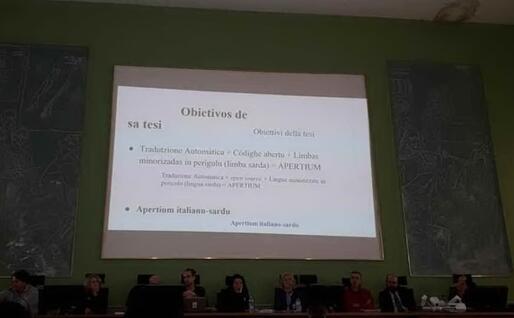 Obietivos de
sa tesi
Obiettivi della tesi
• Tradutzione Automàtica + Còdighe abertu + Limbas
minorizadas in perìgulu (limba sarda) = APERTIUM
Traduzione Automatica + open source + Lingue minorizzate in
pericolo (lingua sarda) = APERTIUM
• Apertium italianu-sardu
Apertium italiano-sardo